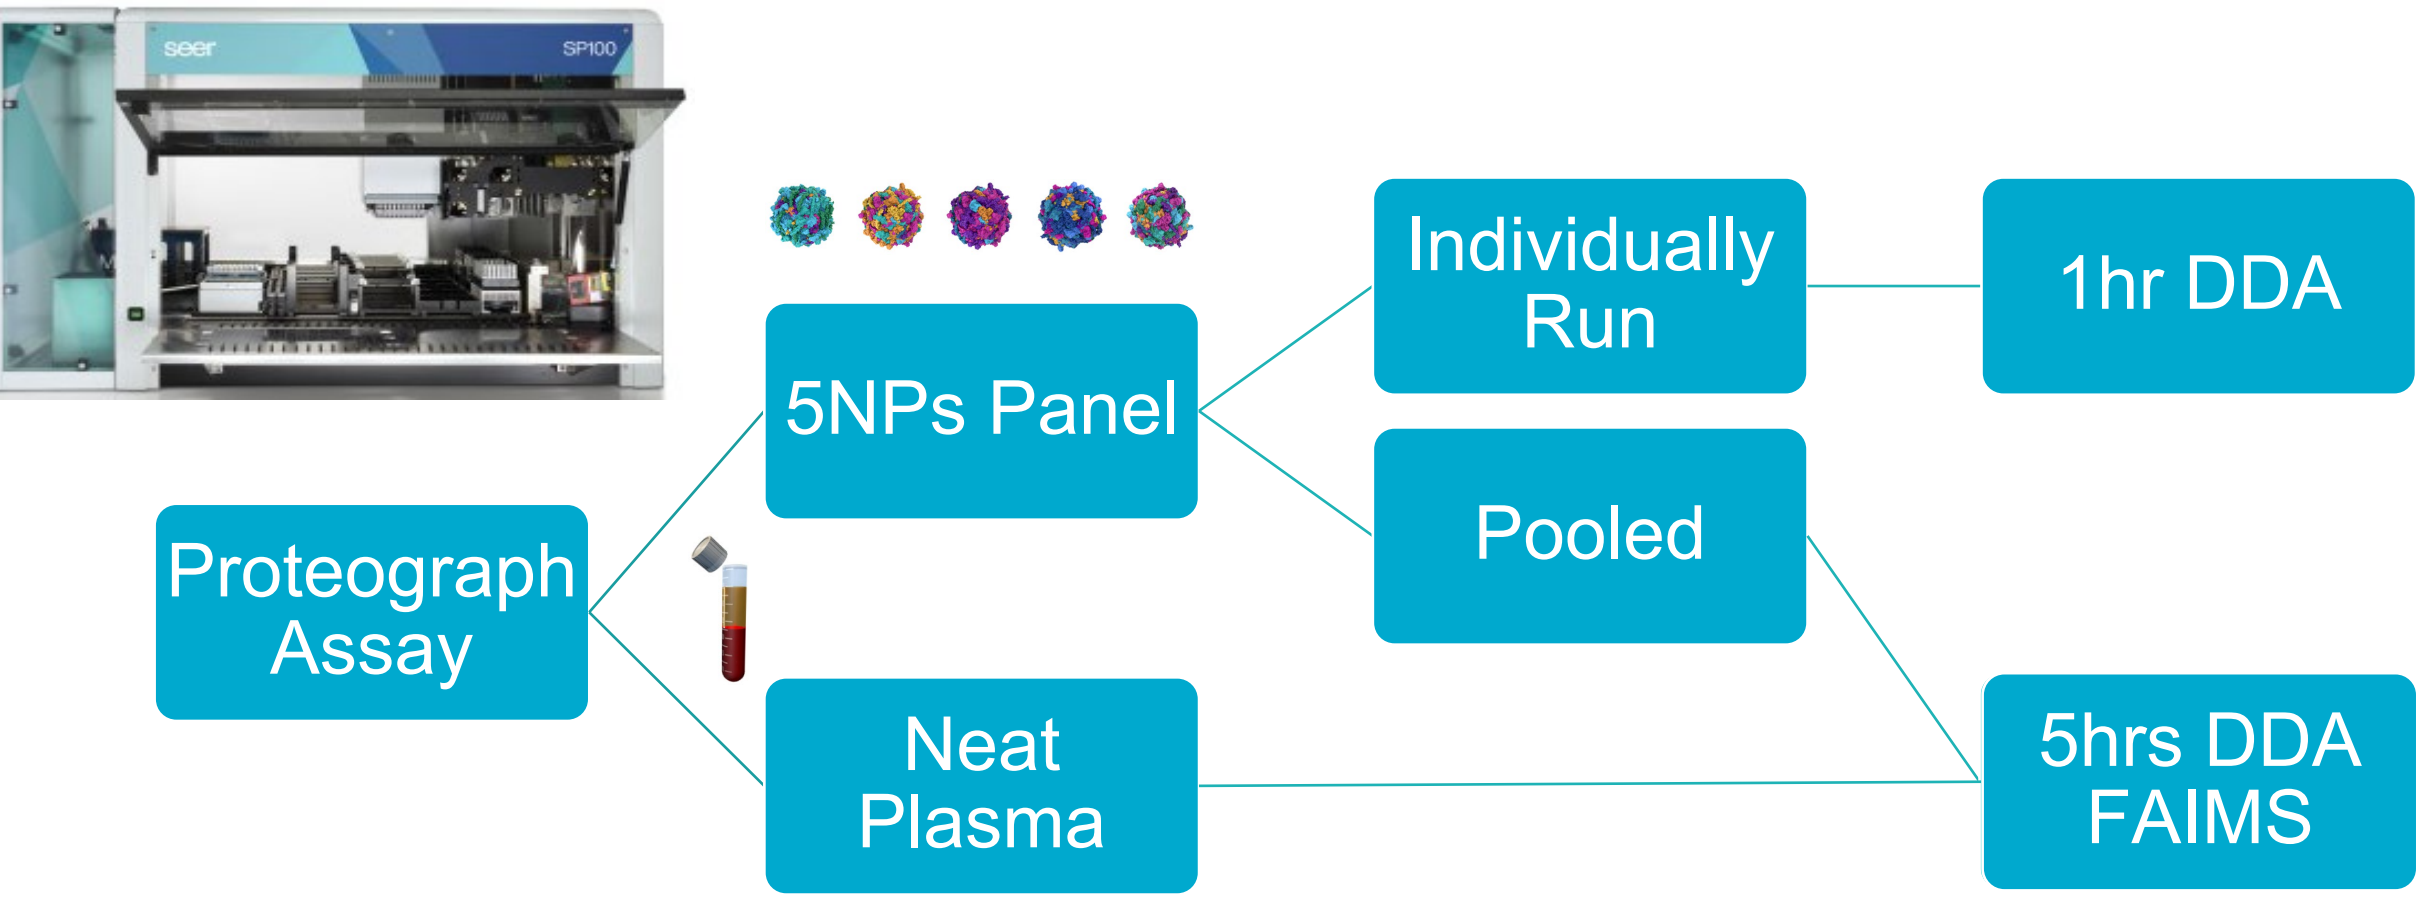 seer
SP100
5NPs Panel
Individually
Run
1hr DDA
Pooled
Proteograph
Assay
Neat
Plasma
5hrs DDA
FAIMS